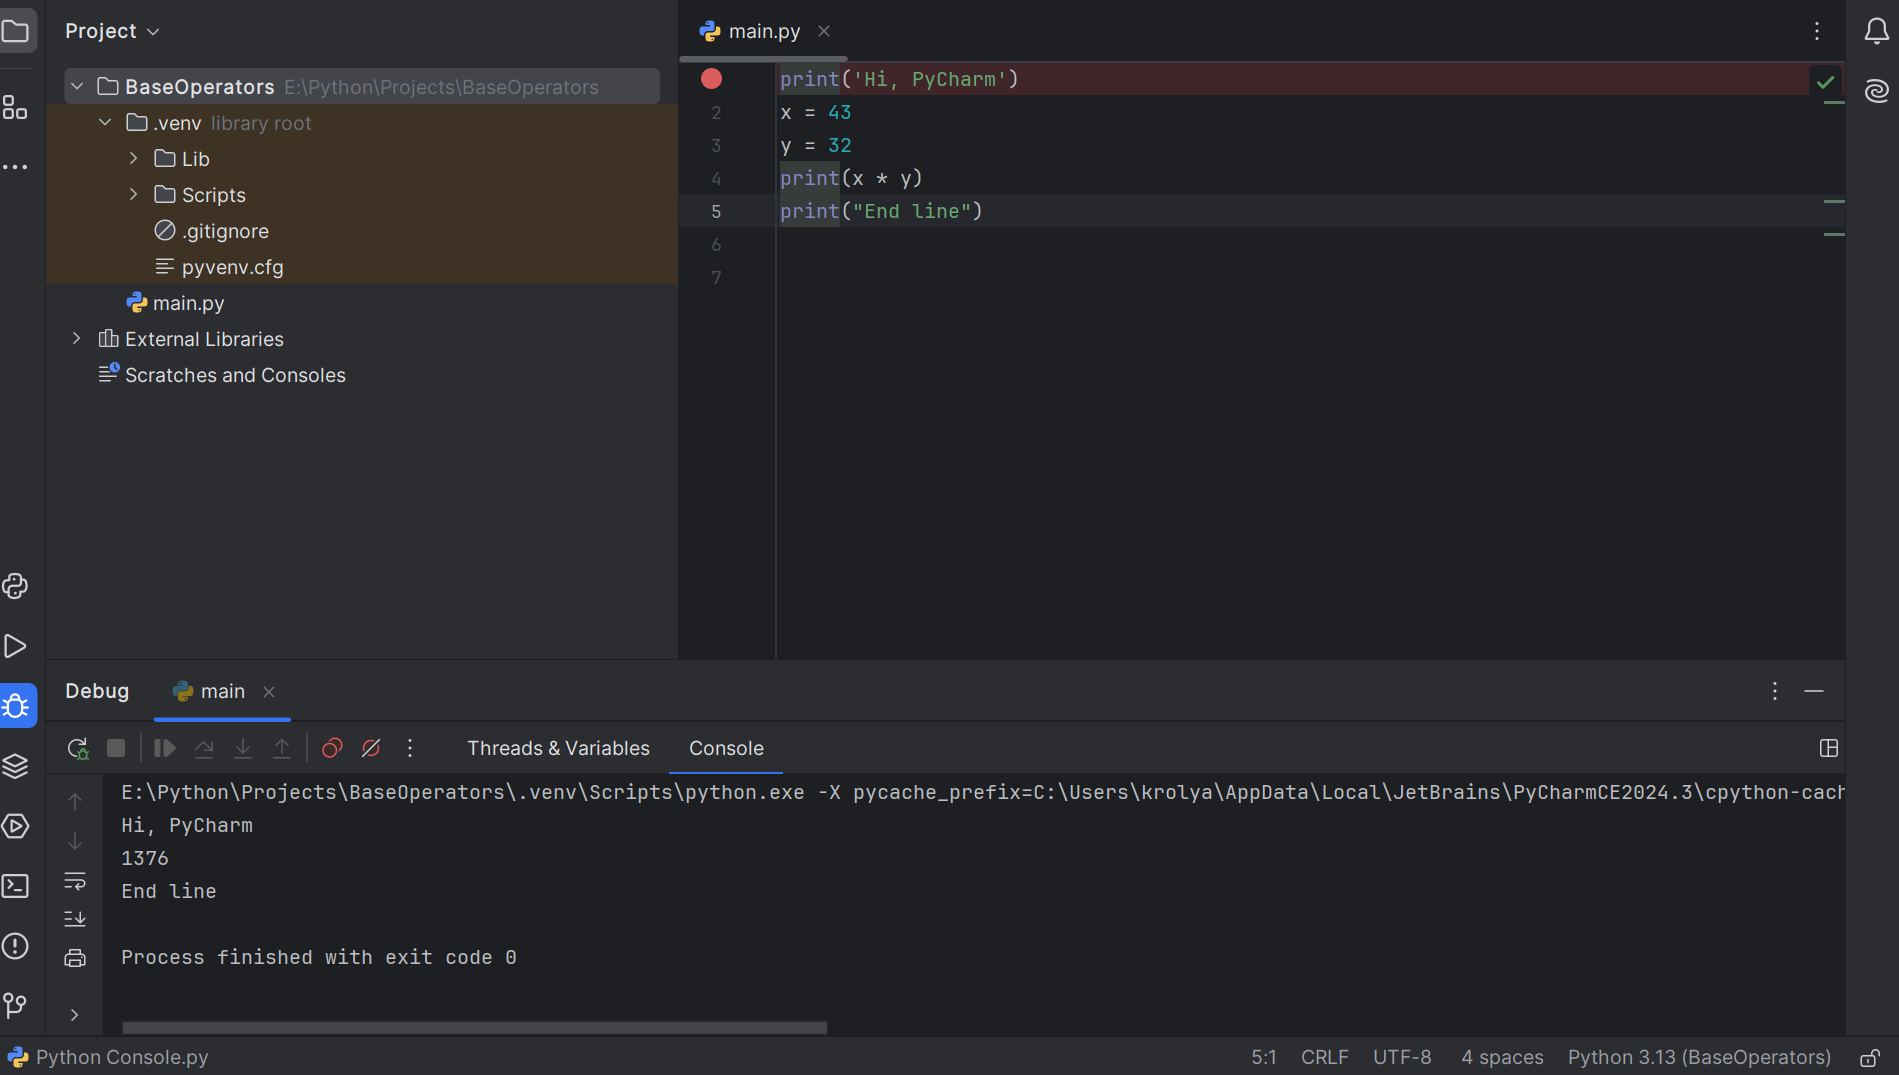 Project
BaseOperators E:\Python\Projects\BaseOperators
.venv library root
Lib
Scripts
.gitignore
pyvenv.cfg
main.py
External Libraries
Scratches and Consoles
main.py
print('Hi, PyCharm')
2 x = 43
3 y = 32
4 print(x * y)
5 print("End line")
6
7
Debug main
Threads & Variables Console
E:\Python\Projects\BaseOperators\.venv\Scripts\python.exe -X pycache_prefix=C:\Users\krolya\AppData\Local\JetBrains\PyCharmCE2024.3\cpython-cach
Hi, PyCharm
1376
End line
Process finished with exit code 0
Python Console.py 5:1 CRLF UTF-8 4 spaces Python 3.13 (BaseOperators)